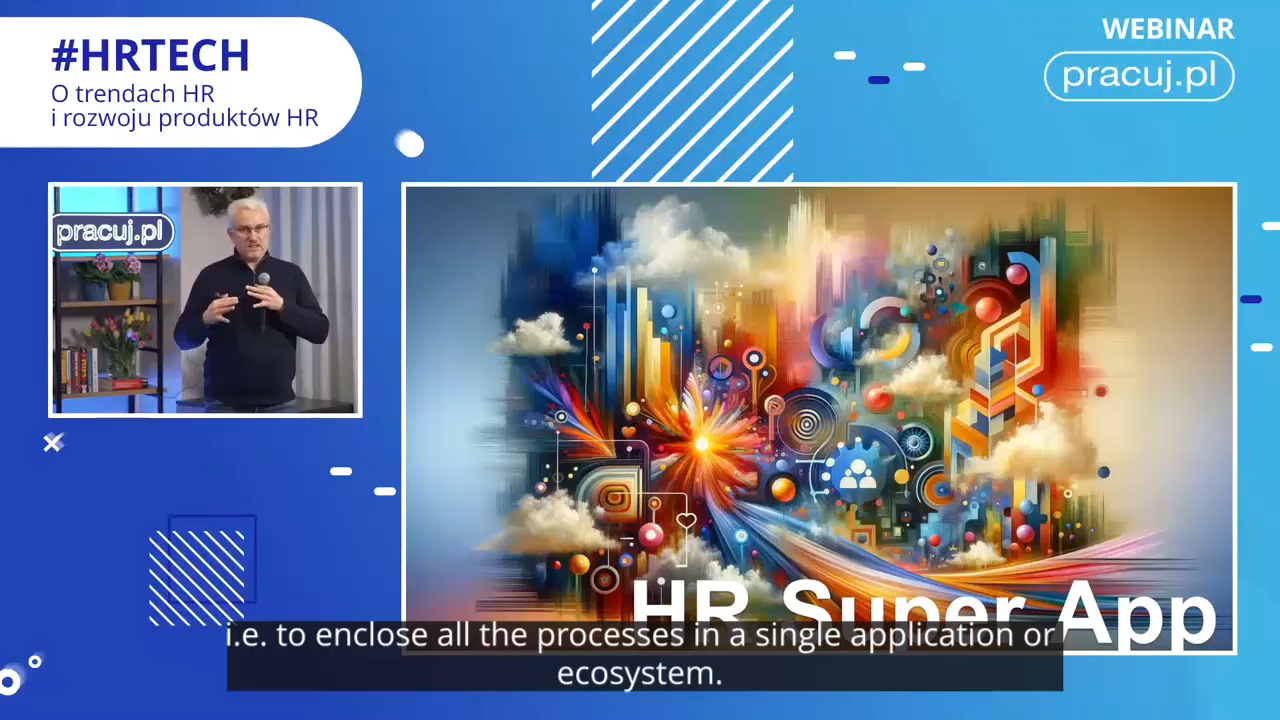 #HRTECH
O trendach HR
i rozwoju produktów HR
WEBINAR
pracuj.pl
pracuj.pl
HR Super App
i.e. to enclose all the processes in a single application or
ecosystem.